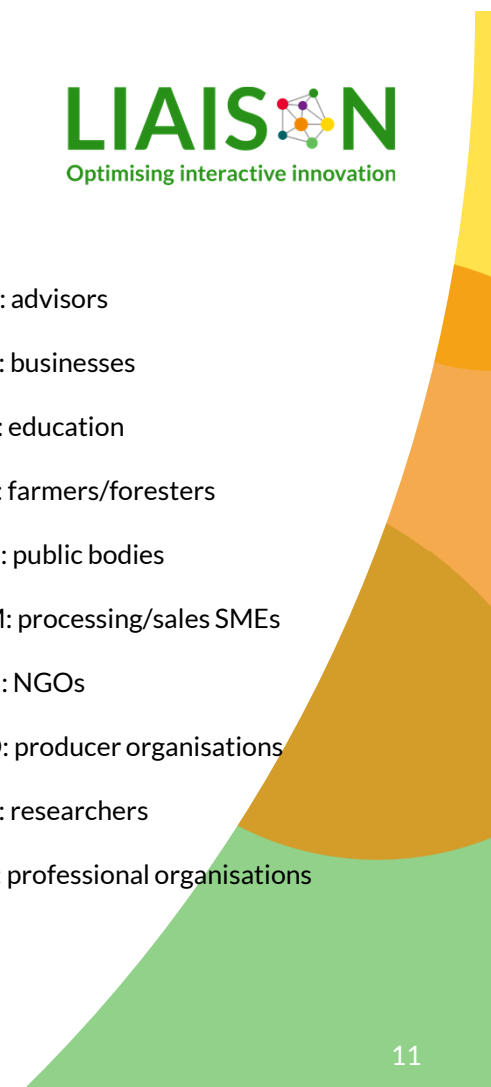 LIAISON
Optimising interactive innovation
: advisors
: businesses
: education
: farmers/foresters
: public bodies
: processing/sales SMEs
: NGOs
: producer organisations
: researchers
: professional organisations
11